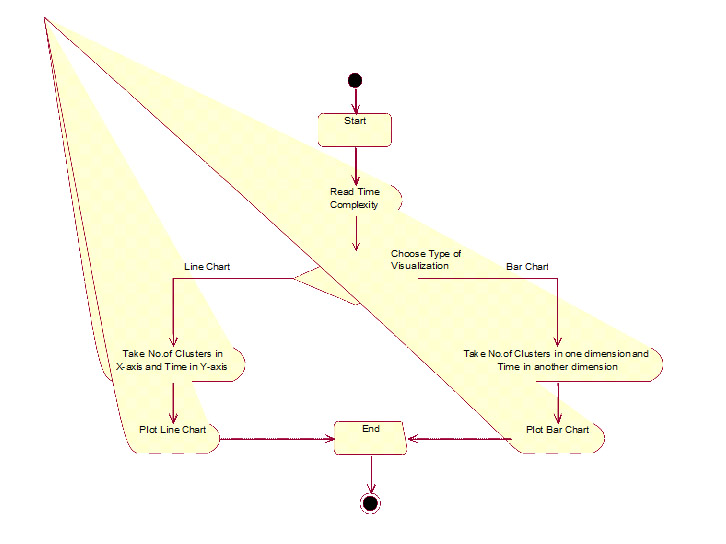 Start
Read Time
Complexity
Choose Type of
Visualization
Line Chart
Bar Chart
Take No.of Clusters in
X-axis and Time in Y-axis
Take No.of Clusters in one dimension and
Time in another dimension
Plot Line Chart
End
Plot Bar Chart